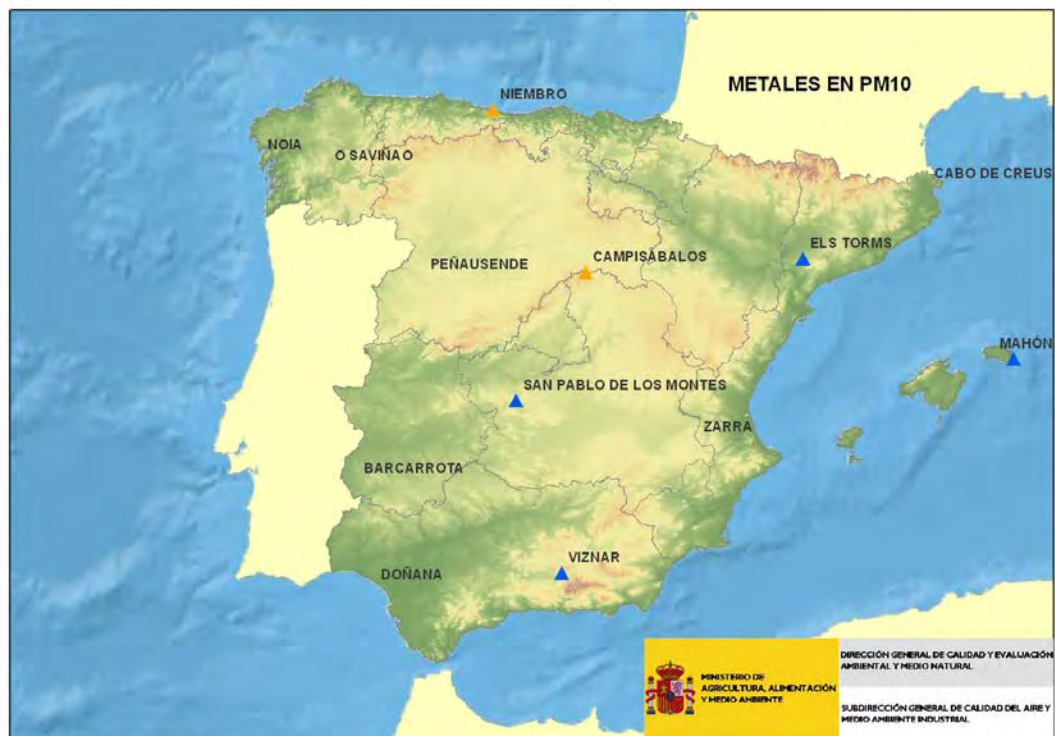 METALES EN PM10
NIEMBRO
NOIA
O SAVIÑAO
CABO DE CREUS
ELS TORMS
CAMPISÁBALOS
PEÑAUSENDE
MAHÓN
SAN PABLO DE LOS MONTES
ZARRA
BARCARROTA
VIZNAR
DOÑANA
MINISTERIO DE
AGRICULTURA, ALIMENTACIÓN
Y MEDIO AMBIENTE
DIRECCIÓN GENERAL DE CALIDAD Y EVALUACIÓN
AMBIENTAL Y MEDIO NATURAL
SUBDIRECCIÓN GENERAL DE CALIDAD DEL AIRE Y
MEDIO AMBIENTE INDUSTRIAL